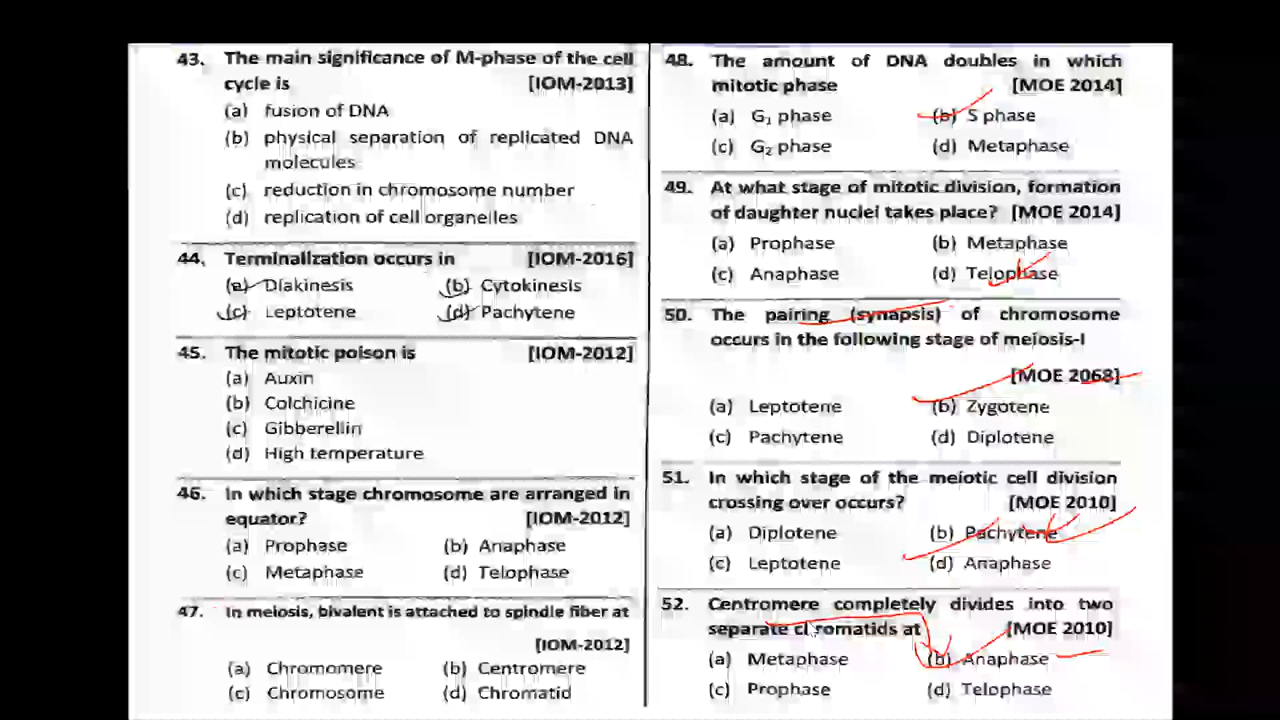 43. The main significance of M-phase of the cell
cycle is [IOM-2013]
(a) fusion of DNA
(b) physical separation of replicated DNA
molecules
(c) reduction in chromosome number
(d) replication of cell organelles
44. Terminalization occurs in [IOM-2016]
(a) Diakinesis (b) Cytokinesis
(c) Leptotene (d) Pachytene
45. The mitotic poison is [IOM-2012]
(a) Auxin
(b) Colchicine
(c) Gibberellin
(d) High temperature
46. In which stage chromosome are arranged in
equator? [IOM-2012]
(a) Prophase (b) Anaphase
(c) Metaphase (d) Telophase
47. In meiosis, bivalent is attached to spindle fiber at
[IOM-2012]
(a) Chromomere (b) Centromere
(c) Chromosome (d) Chromatid
48. The amount of DNA doubles in which
mitotic phase [MOE 2014]
(a) G₁ phase (b) S phase
(c) G₂ phase (d) Metaphase
49. At what stage of mitotic division, formation
of daughter nuclei takes place? [MOE 2014]
(a) Prophase (b) Metaphase
(c) Anaphase (d) Telophase
50. The pairing (synapsis) of chromosome
occurs in the following stage of meiosis-I
[MOE 2068]
(a) Leptotene (b) Zygotene
(c) Pachytene (d) Diplotene
51. In which stage of the meiotic cell division
crossing over occurs? [MOE 2010]
(a) Diplotene (b) Pachytene
(c) Leptotene (d) Anaphase
52. Centromere completely divides into two
separate chromatids at [MOE 2010]
(a) Metaphase (b) Anaphase
(c) Prophase (d) Telophase